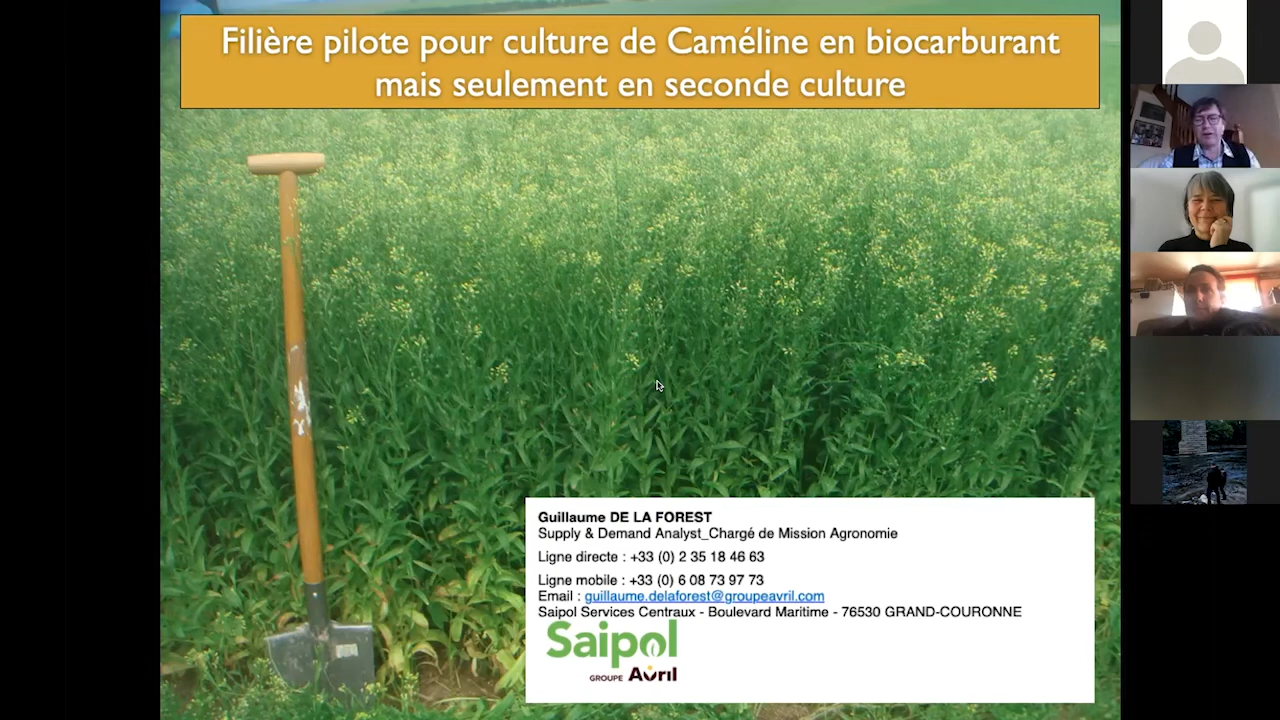 Filière pilote pour culture de Caméline en biocarburant
mais seulement en seconde culture
Guillaume DE LA FOREST
Supply & Demand Analyst_Chargé de Mission Agronomie
Ligne directe : +33 (0) 2 35 18 46 63
Ligne mobile : +33 (0) 6 08 73 97 73
Email : guillaume.delaforest@groupeavril.com
Saipol Services Centraux - Boulevard Maritime - 76530 GRAND-COURONNE
Saipol
GROUPE Avril